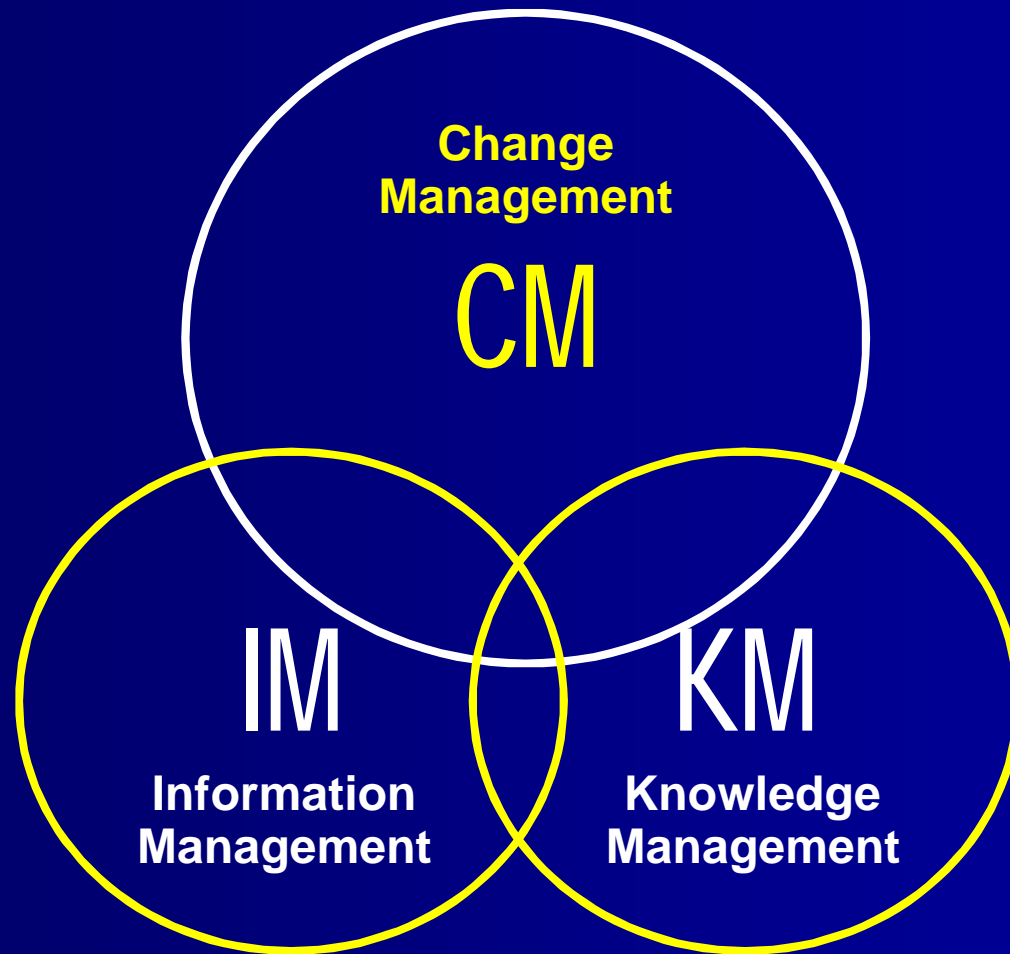 Change
Management
CM
IM
KM
Information
Management
Knowledge
Management